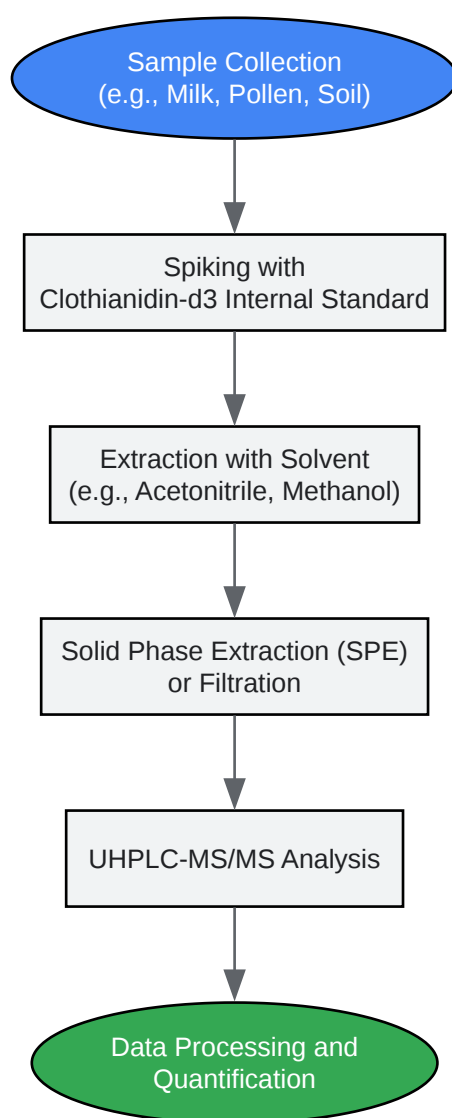 Sample Collection
(e.g., Milk, Pollen, Soil)
Spiking with
Clothianidin-d3 Internal Standard
Extraction with Solvent
(e.g., Acetonitrile, Methanol)
Solid Phase Extraction (SPE)
or Filtration
UHPLC-MS/MS Analysis
Data Processing and
Quantification